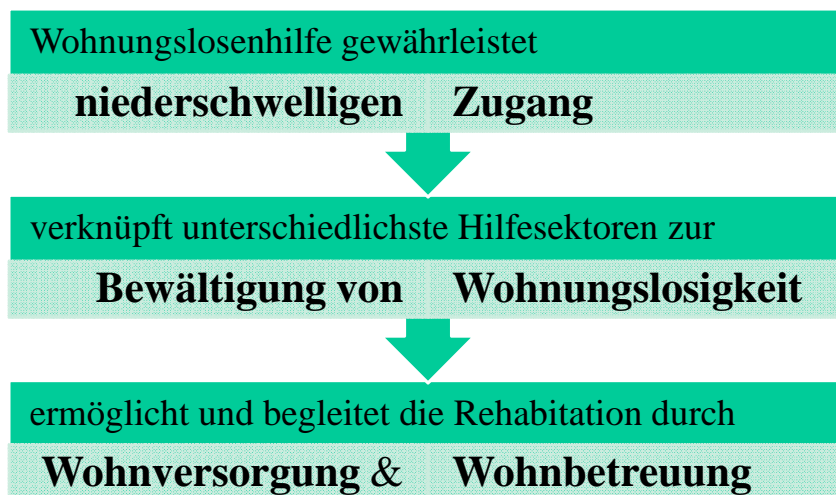 Wohnungslosenhilfe gewährleistet
niederschwelligen Zugang
verknüpft unterschiedlichste Hilfesektoren zur
Bewältigung von Wohnungslosigkeit
ermöglicht und begleitet die Rehabitation durch
Wohnversorgung & Wohnbetreuung